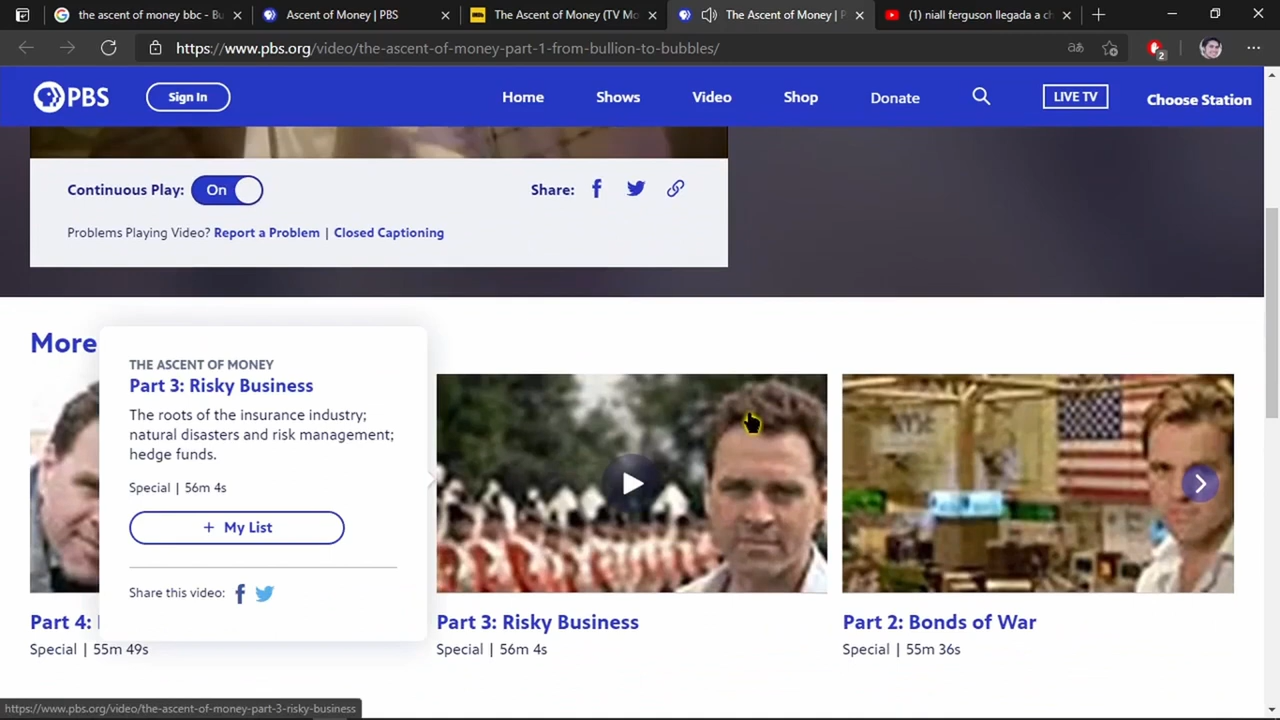 the ascent of money bbc - Bu
Ascent of Money | PBS
The Ascent of Money (TV Mo
The Ascent of Money | P
(1) niall ferguson llegada a ch
https://www.pbs.org/video/the-ascent-of-money-part-1-from-bullion-to-bubbles/
aあ
2
PBS
Sign In
Home
Shows
Video
Shop
Donate
LIVE TV
Choose Station
Continuous Play: On
Share:
Problems Playing Video? Report a Problem | Closed Captioning
More
THE ASCENT OF MONEY
Part 3: Risky Business
The roots of the insurance industry;
natural disasters and risk management;
hedge funds.
Special | 56m 4s
+ My List
Share this video:
Part 4:
Special | 55m 49s
Part 3: Risky Business
Special | 56m 4s
Part 2: Bonds of War
Special | 55m 36s
https://www.pbs.org/video/the-ascent-of-money-part-3-risky-business